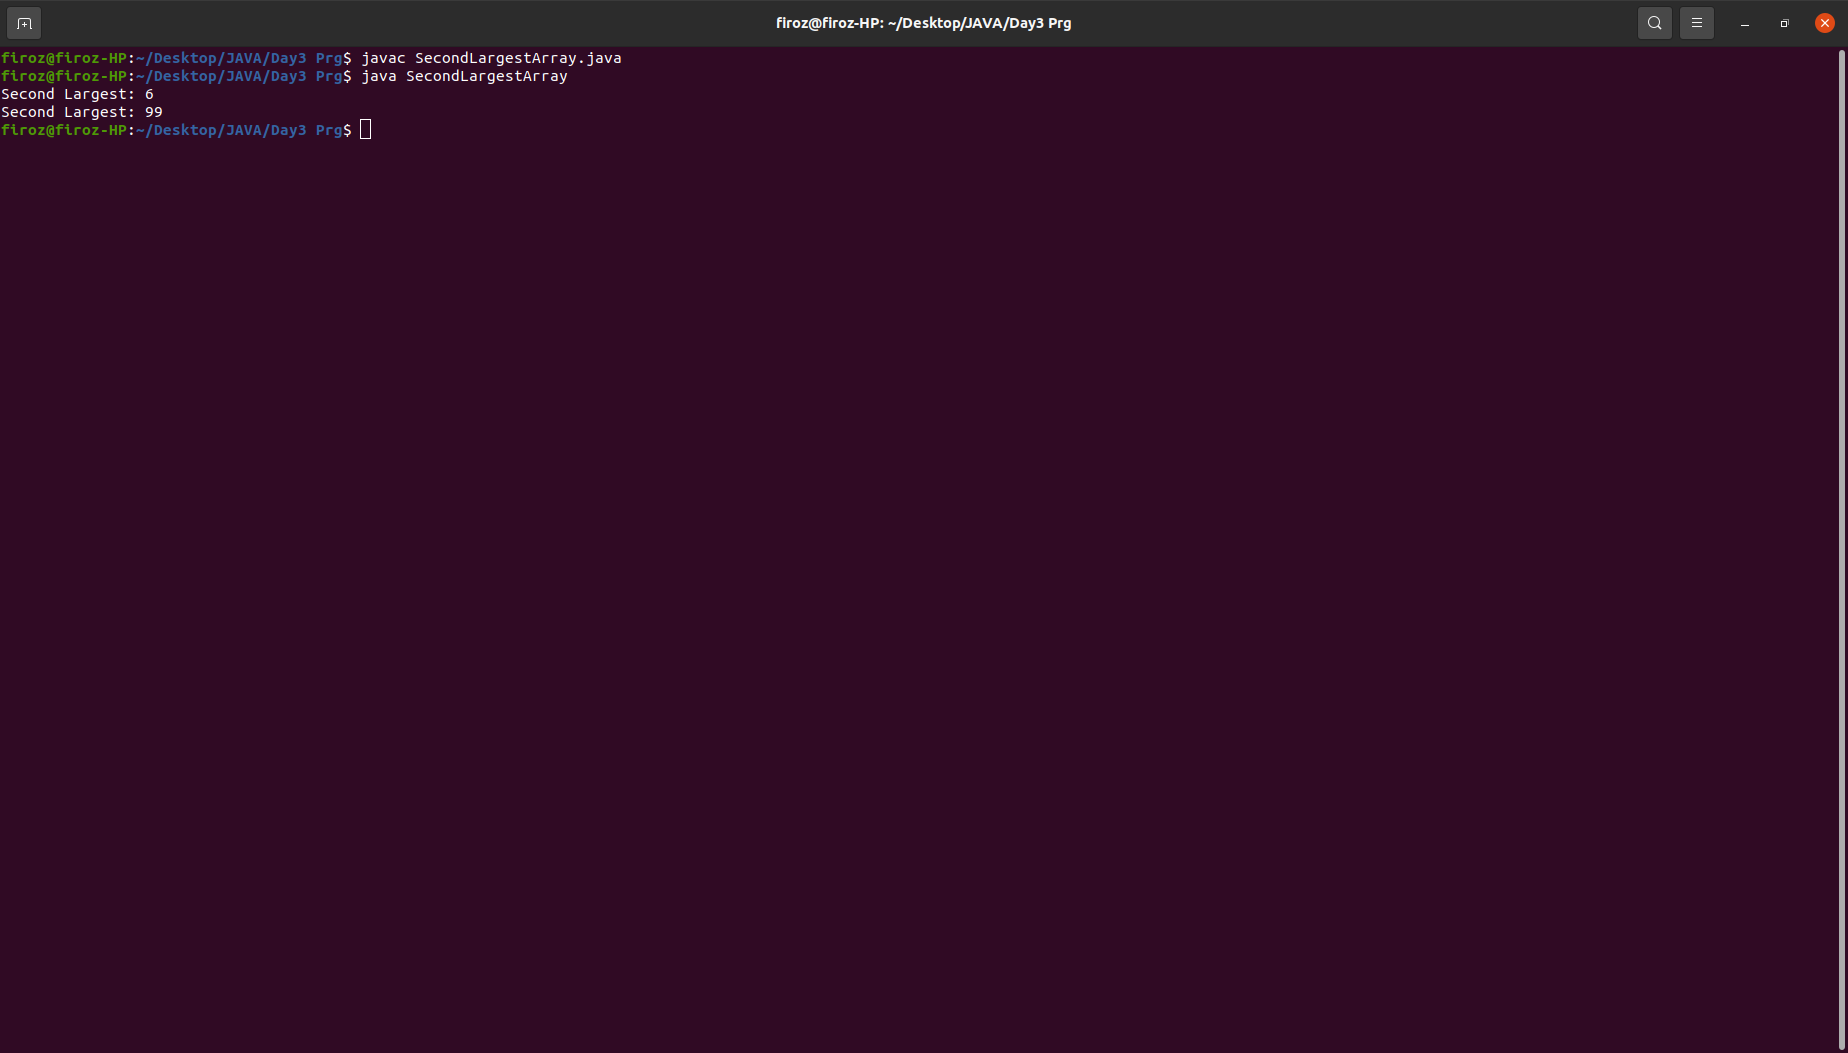 firoz@firoz-HP: ~/Desktop/JAVA/Day3 Prg
firoz@firoz-HP:~/Desktop/JAVA/Day3 Prg$ javac SecondLargestArray.java
firoz@firoz-HP:~/Desktop/JAVA/Day3 Prg$ java SecondLargestArray
Second Largest: 6
Second Largest: 99
firoz@firoz-HP:~/Desktop/JAVA/Day3 Prg$